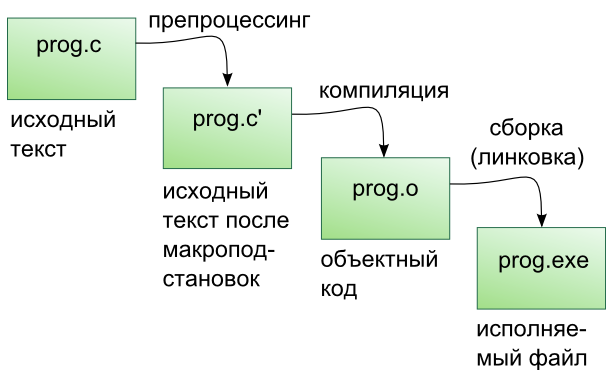 препроцессинг
prog.c
исходный
текст
компиляция
prog.c'
исходный
текст после
макропод-
становок
сборка
(линковка)
prog.o
объектный
код
prog.exe
исполняе-
мый файл